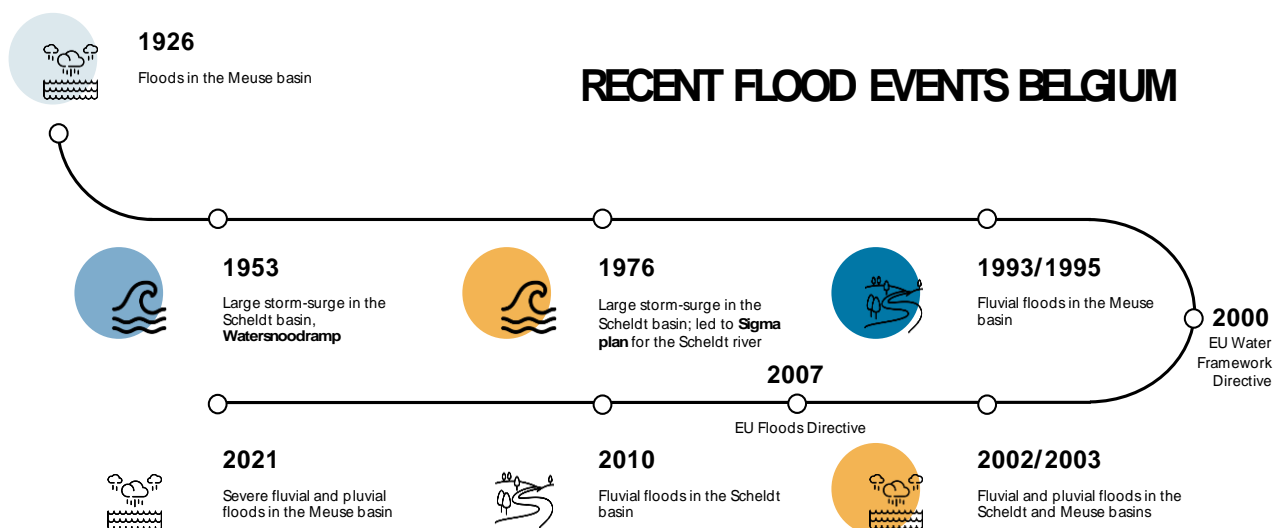 1926
Floods in the Meuse basin
RECENT FLOOD EVENTS BELGIUM
1953
Large storm-surge in the
Scheldt basin,
Watersnoodramp
1976
Large storm-surge in the
Scheldt basin; led to Sigma
plan for the Scheldt river
1993/1995
Fluvial floods in the Meuse
basin
2000
EU Water
Framework
Directive
2007
EU Floods Directive
2021
Severe fluvial and pluvial
floods in the Meuse basin
2010
Fluvial floods in the Scheldt
basin
2002/2003
Fluvial and pluvial floods in the
Scheldt and Meuse basins